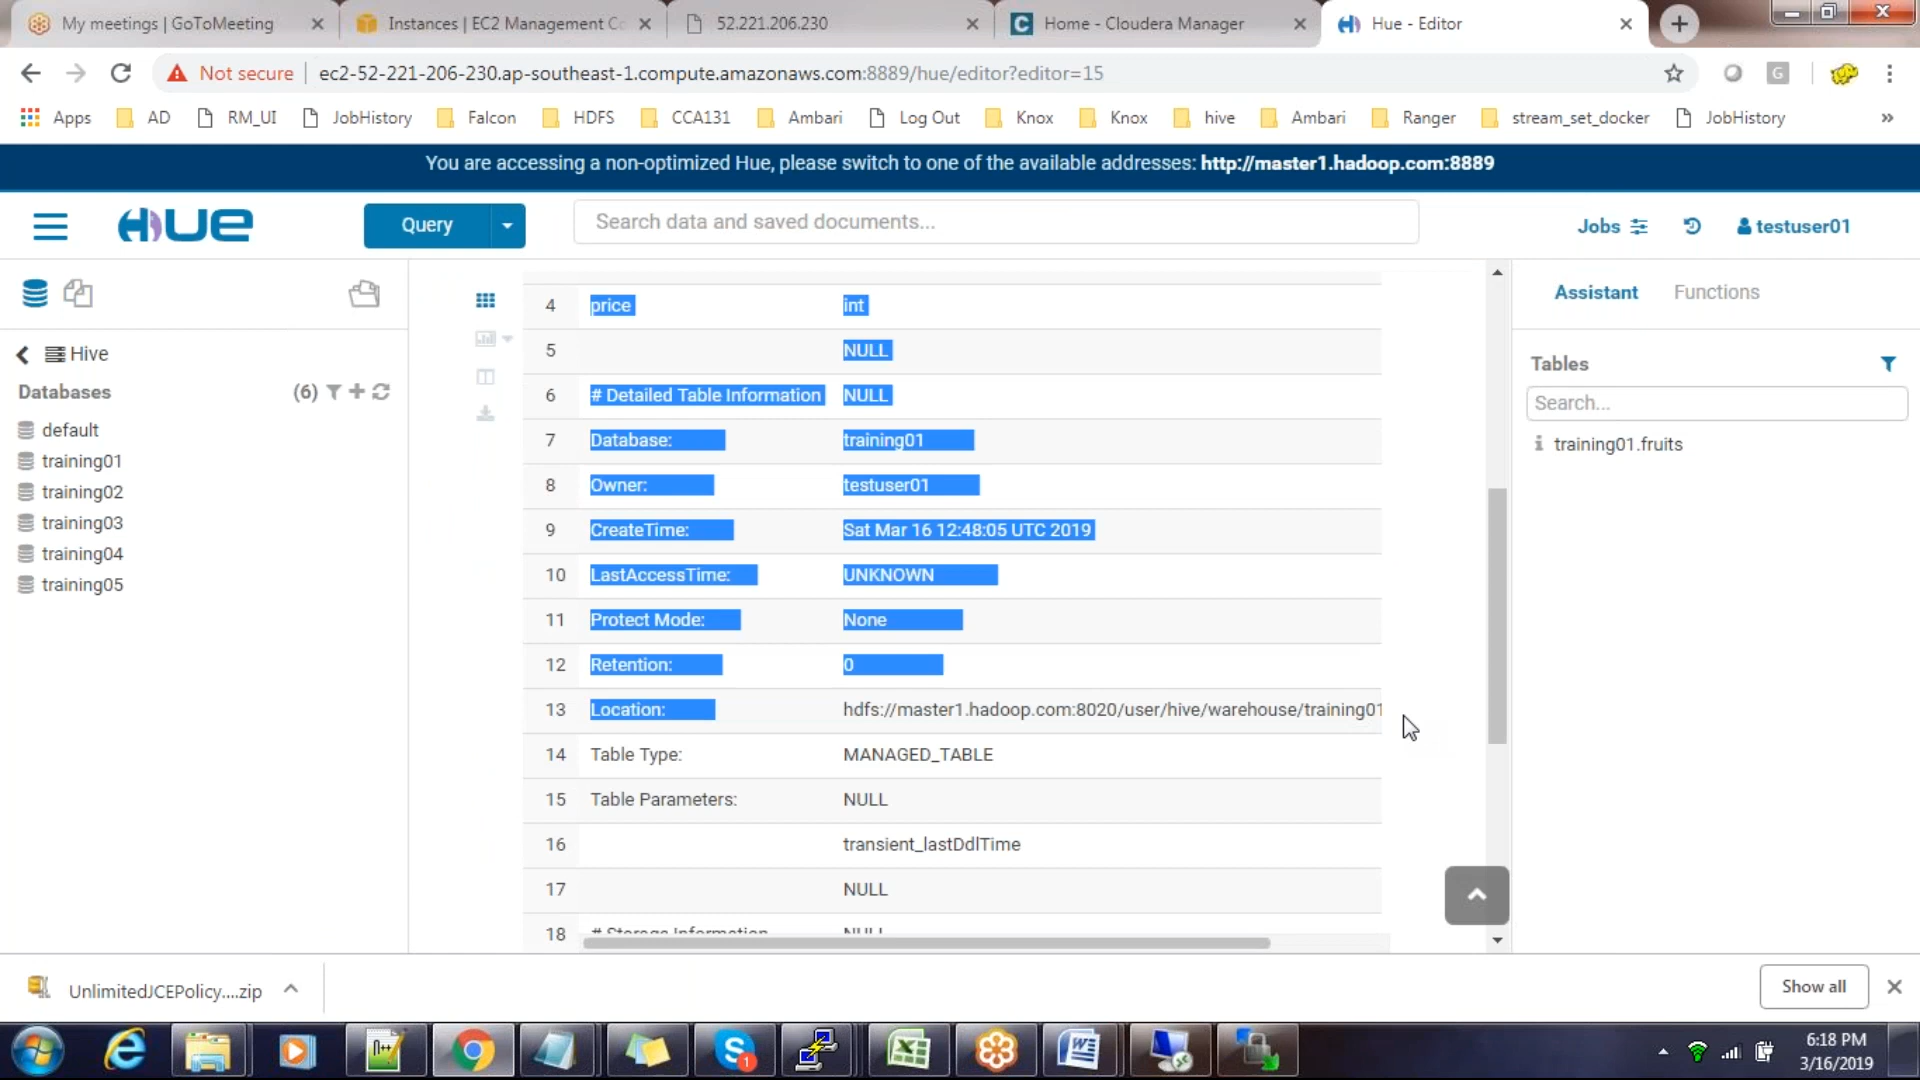 My meetings | GoToMeeting
Instances | EC2 Management Co
52.221.206.230
C Home - Cloudera Manager
Hue - Editor
Not secure
ec2-52-221-206-230.ap-southeast-1.compute.amazonaws.com:8889/hue/editor?editor=15
G
Apps AD RM_UI JobHistory Falcon HDFS CCA131 Ambari Log Out Knox Knox hive Ambari Ranger stream_set_docker JobHistory »
You are accessing a non-optimized Hue, please switch to one of the available addresses: http://master1.hadoop.com:8889
HUE
Query
Search data and saved documents...
Jobs
testuser01
Hive
Databases (6)
default
training01
training02
training03
training04
training05
4 price int
5 NULL
6 # Detailed Table Information NULL
7 Database: training01
8 Owner: testuser01
9 CreateTime: Sat Mar 16 12:48:05 UTC 2019
10 LastAccessTime: UNKNOWN
11 Protect Mode: None
12 Retention: 0
13 Location: hdfs://master1.hadoop.com:8020/user/hive/warehouse/training01
14 Table Type: MANAGED_TABLE
15 Table Parameters: NULL
16 transient_lastDdlTime
17 NULL
18 # Storage Information NULL
Assistant Functions
Tables
Search...
training01.fruits
UnlimitedJCEPolicy....zip
Show all
6:18 PM
3/16/2019